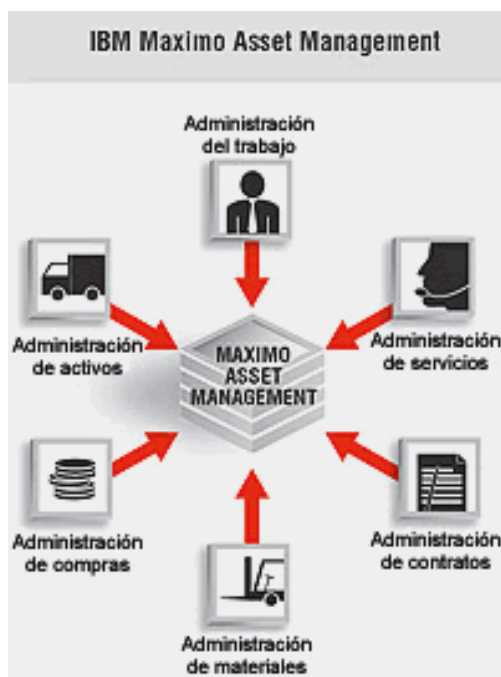 IBM Maximo Asset Management
Administración
del trabajo
Administración
de activos
Administración
de servicios
MAXIMO
ASSET
MANAGEMENT
Administración
de compras
Administración
de contratos
Administración
de materiales